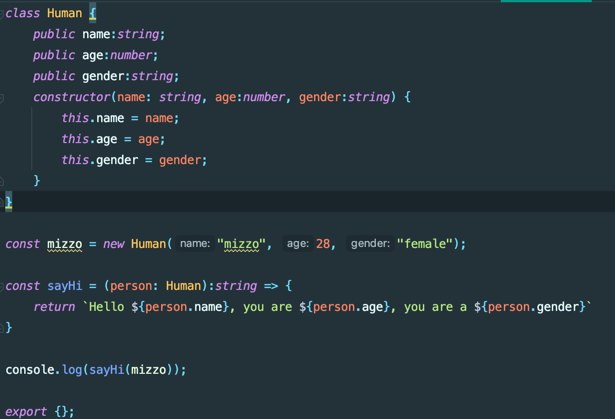 class Human {
public name:string;
public age:number;
public gender:string;
constructor(name: string, age:number, gender:string) {
this.name = name;
this.age = age;
this.gender = gender;
}
}
const mizzo = new Human( name: "mizzo", age: 28, gender: "female");
const sayHi = (person: Human):string => {
return `Hello ${person.name}, you are ${person.age}, you are a ${person.gender}`
}
console.log(sayHi(mizzo));
export {};